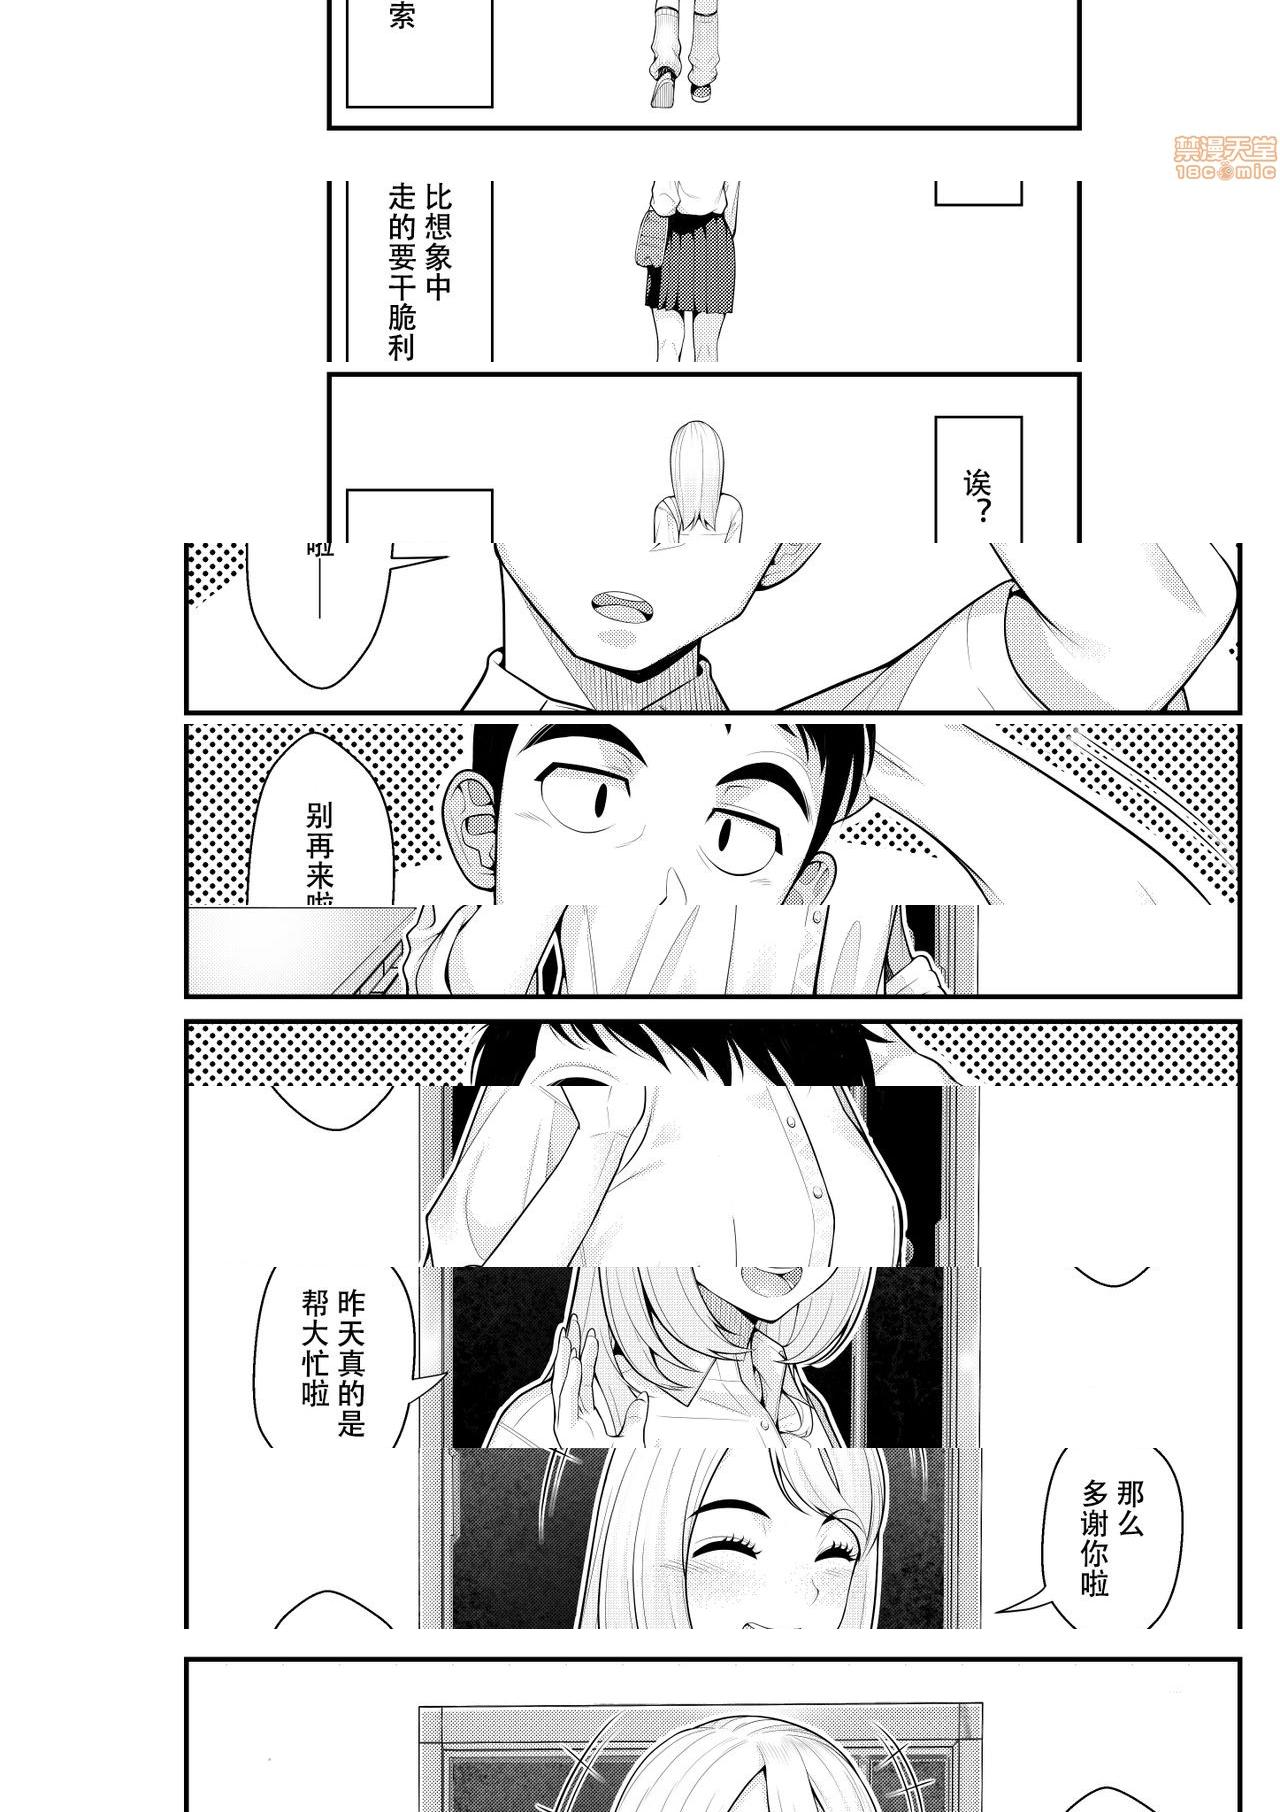 禁漫天堂
18comic
那么
多谢你啦
昨天真的是
帮大忙啦
别再来啦
诶？
比想象中
走的要干脆利
索